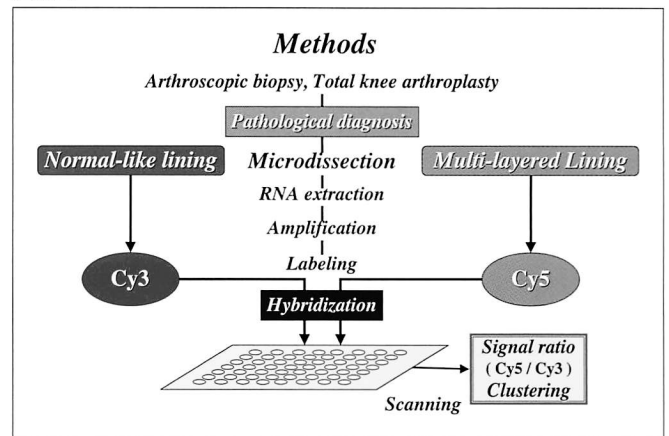 Methods
Arthroscopic biopsy, Total knee arthroplasty
Pathological diagnosis
Normal-like lining
Microdissection
Multi-layered Lining
RNA extraction
Amplification
Labeling
Cy3
Cy5
Hybridization
Signal ratio
( Cy5 / Cy3 )
Clustering
Scanning